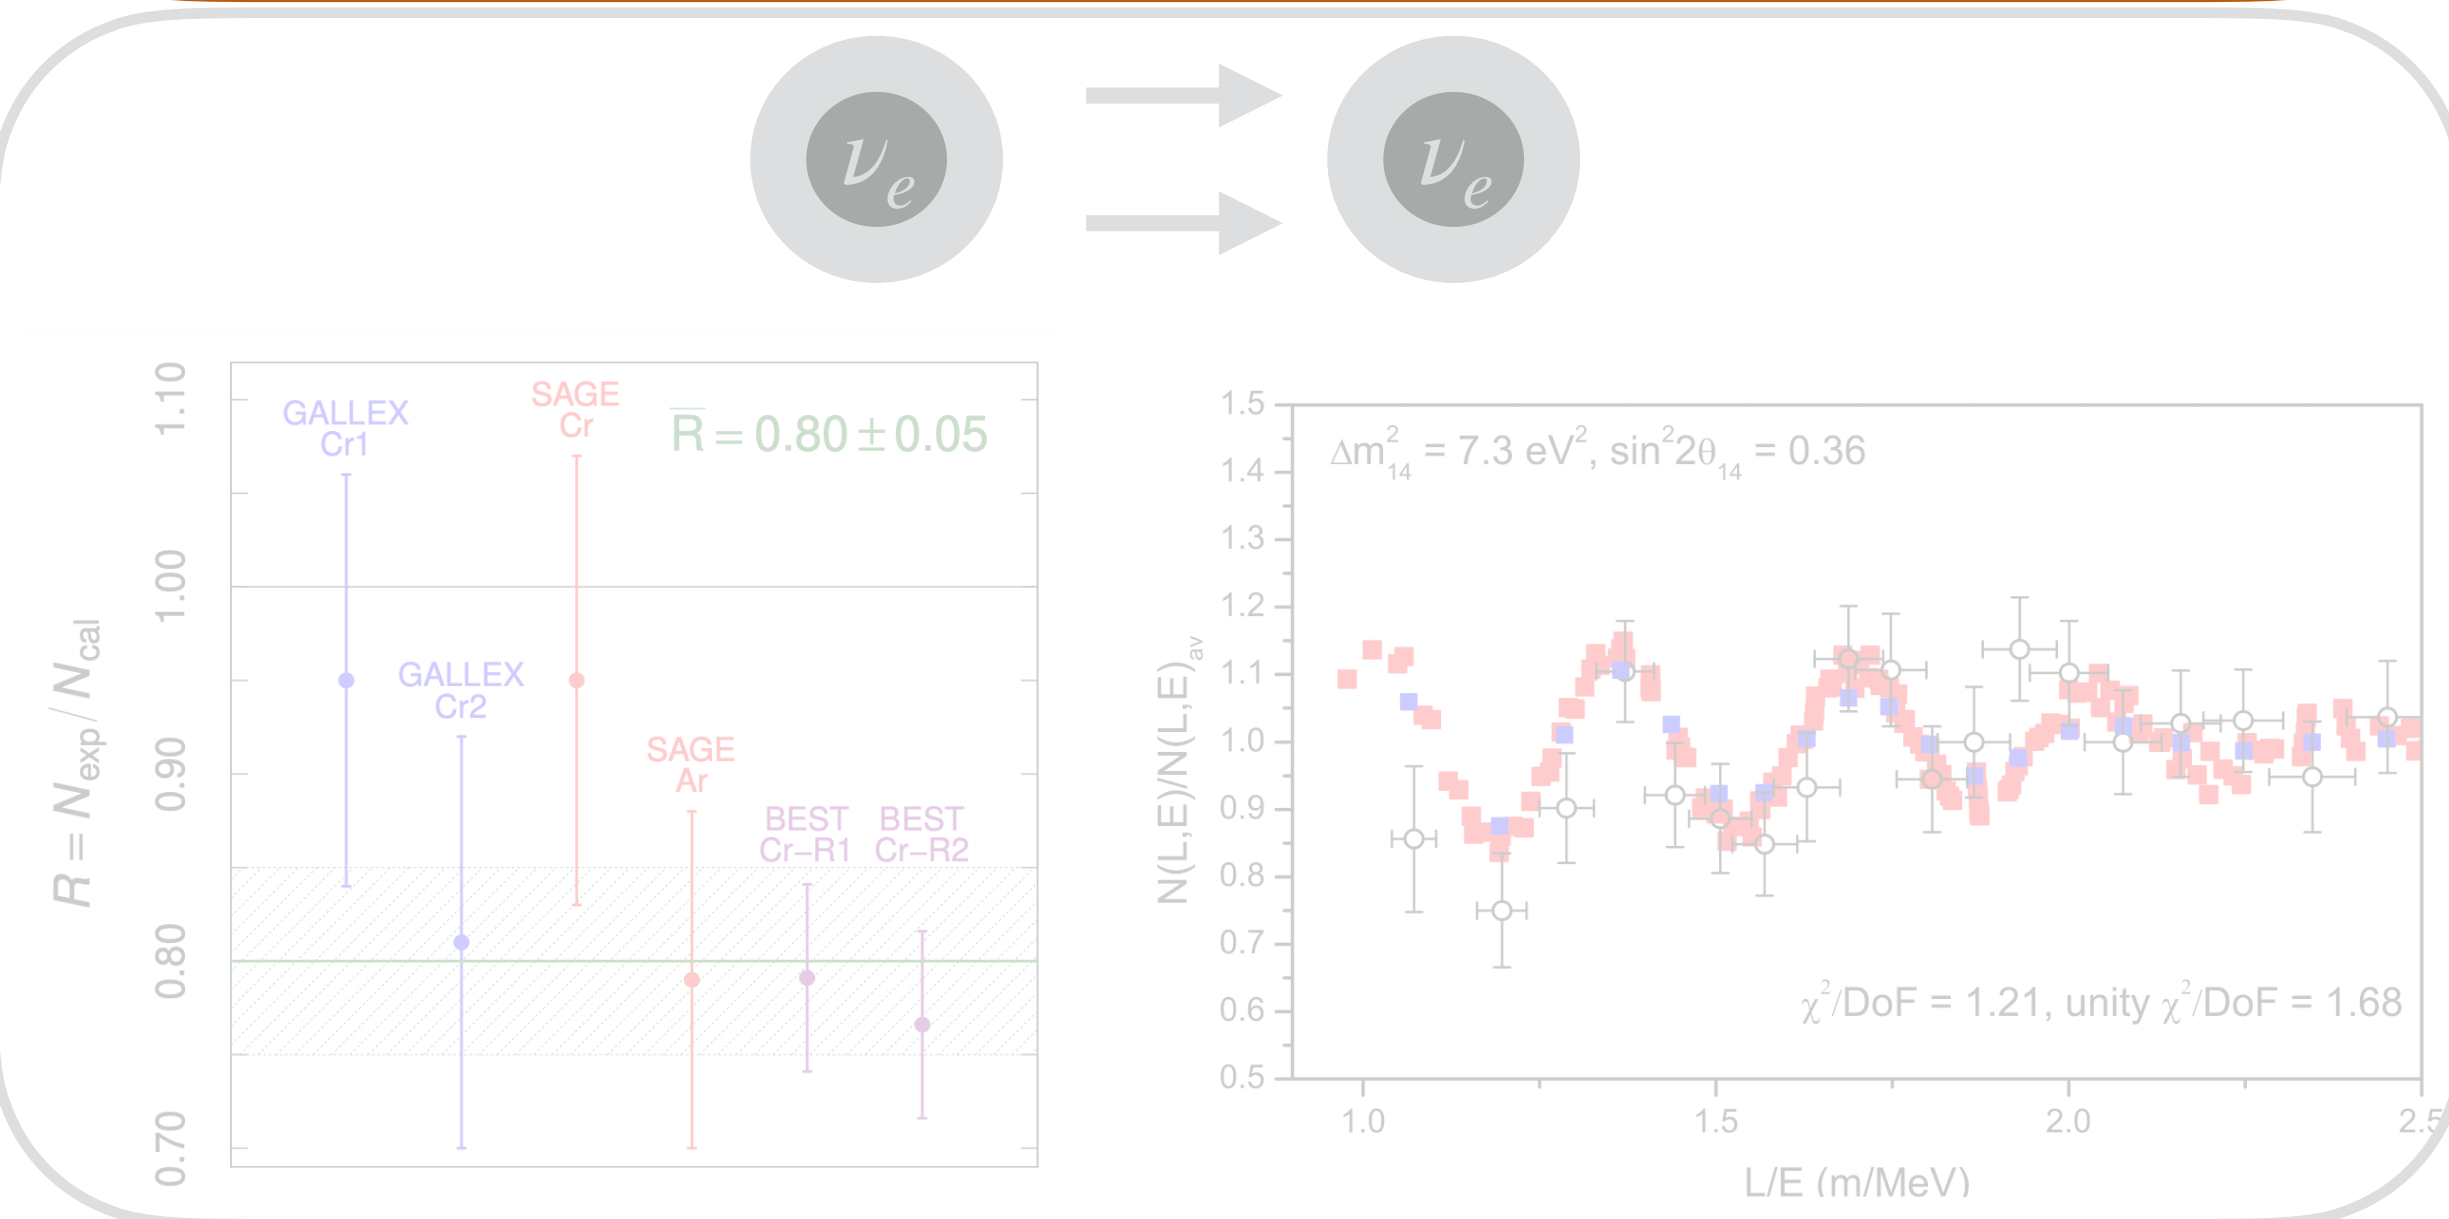 νe
νe
GALLEX
Cr1
SAGE
Cr
R = 0.80 ± 0.05
GALLEX
Cr2
SAGE
Ar
BEST
Cr−R1
BEST
Cr−R2
1.10
1.00
0.90
0.80
0.70
R = Nexp / Ncal
Δm²14 = 7.3 eV², sin²2θ14 = 0.36
χ²/DoF = 1.21, unity χ²/DoF = 1.68
1.5
1.4
1.3
1.2
1.1
1.0
0.9
0.8
0.7
0.6
0.5
N(L,E)/N(L,E)av
1.0
1.5
2.0
2.5
L/E (m/MeV)